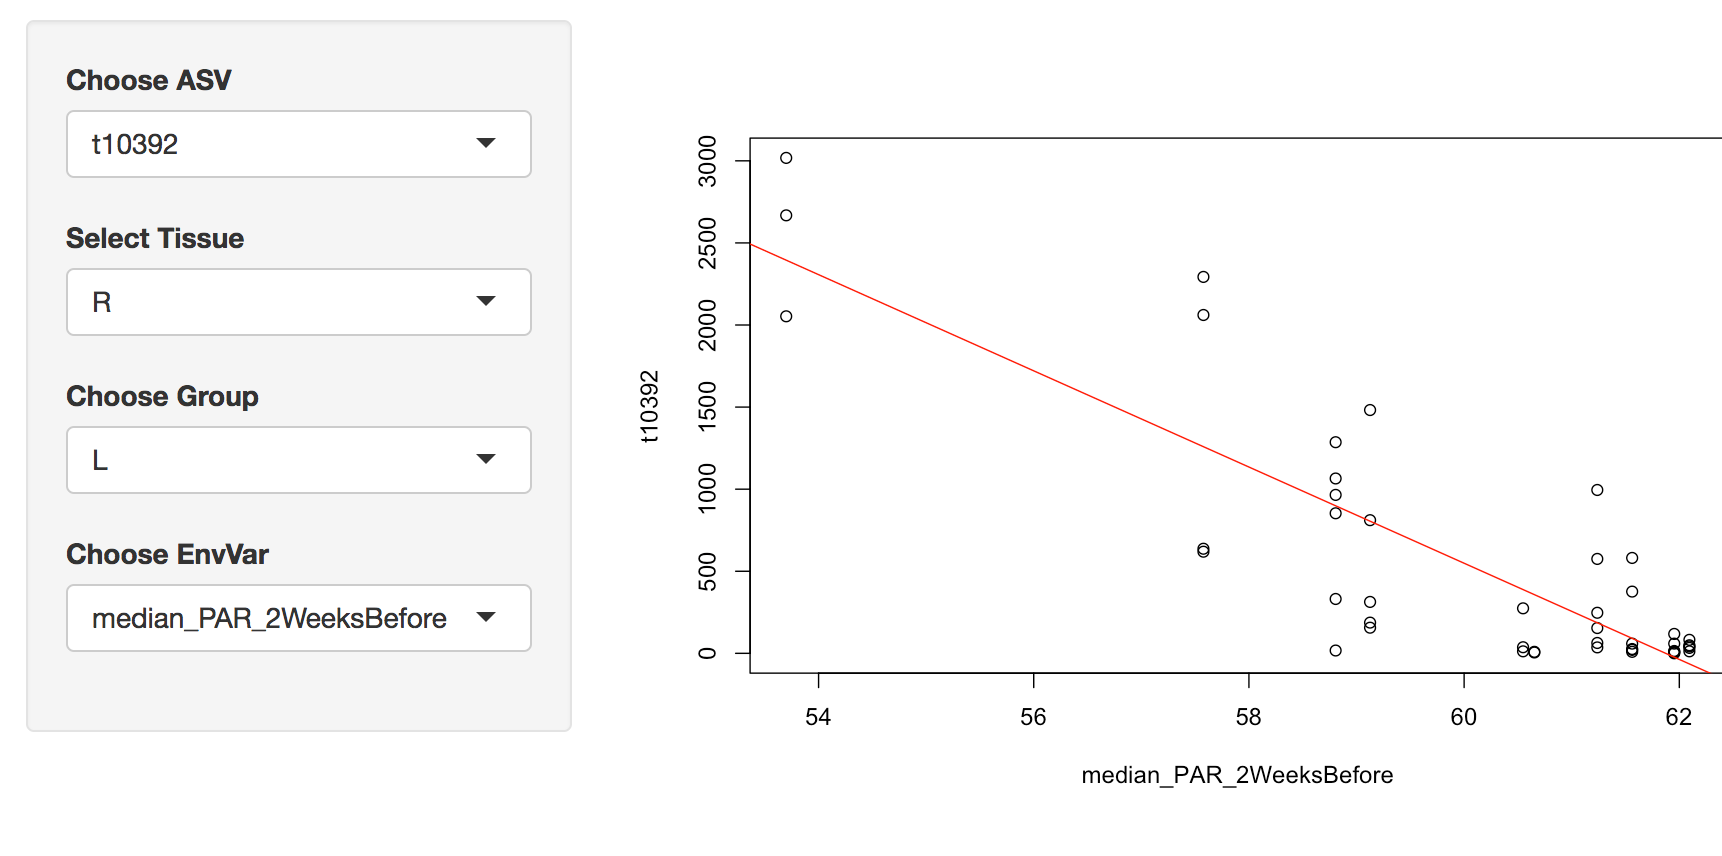 Choose ASV
t10392
Select Tissue
R
Choose Group
L
Choose EnvVar
median_PAR_2WeeksBefore
3000
2500
2000
1500
1000
500
0
t10392
54 56 58 60 62
median_PAR_2WeeksBefore